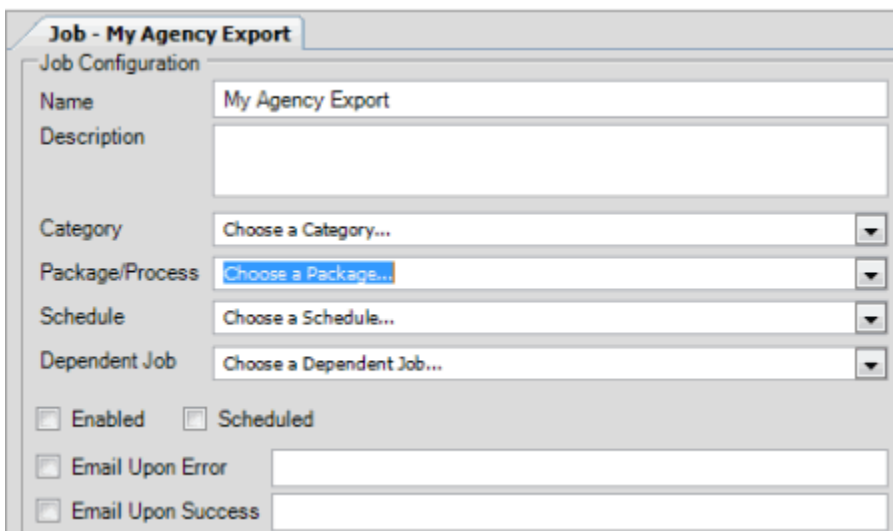 Job - My Agency Export
Job Configuration
Name My Agency Export
Description
Category Choose a Category...
Package/Process Choose a Package...
Schedule Choose a Schedule...
Dependent Job Choose a Dependent Job...
Enabled Scheduled
Email Upon Error
Email Upon Success